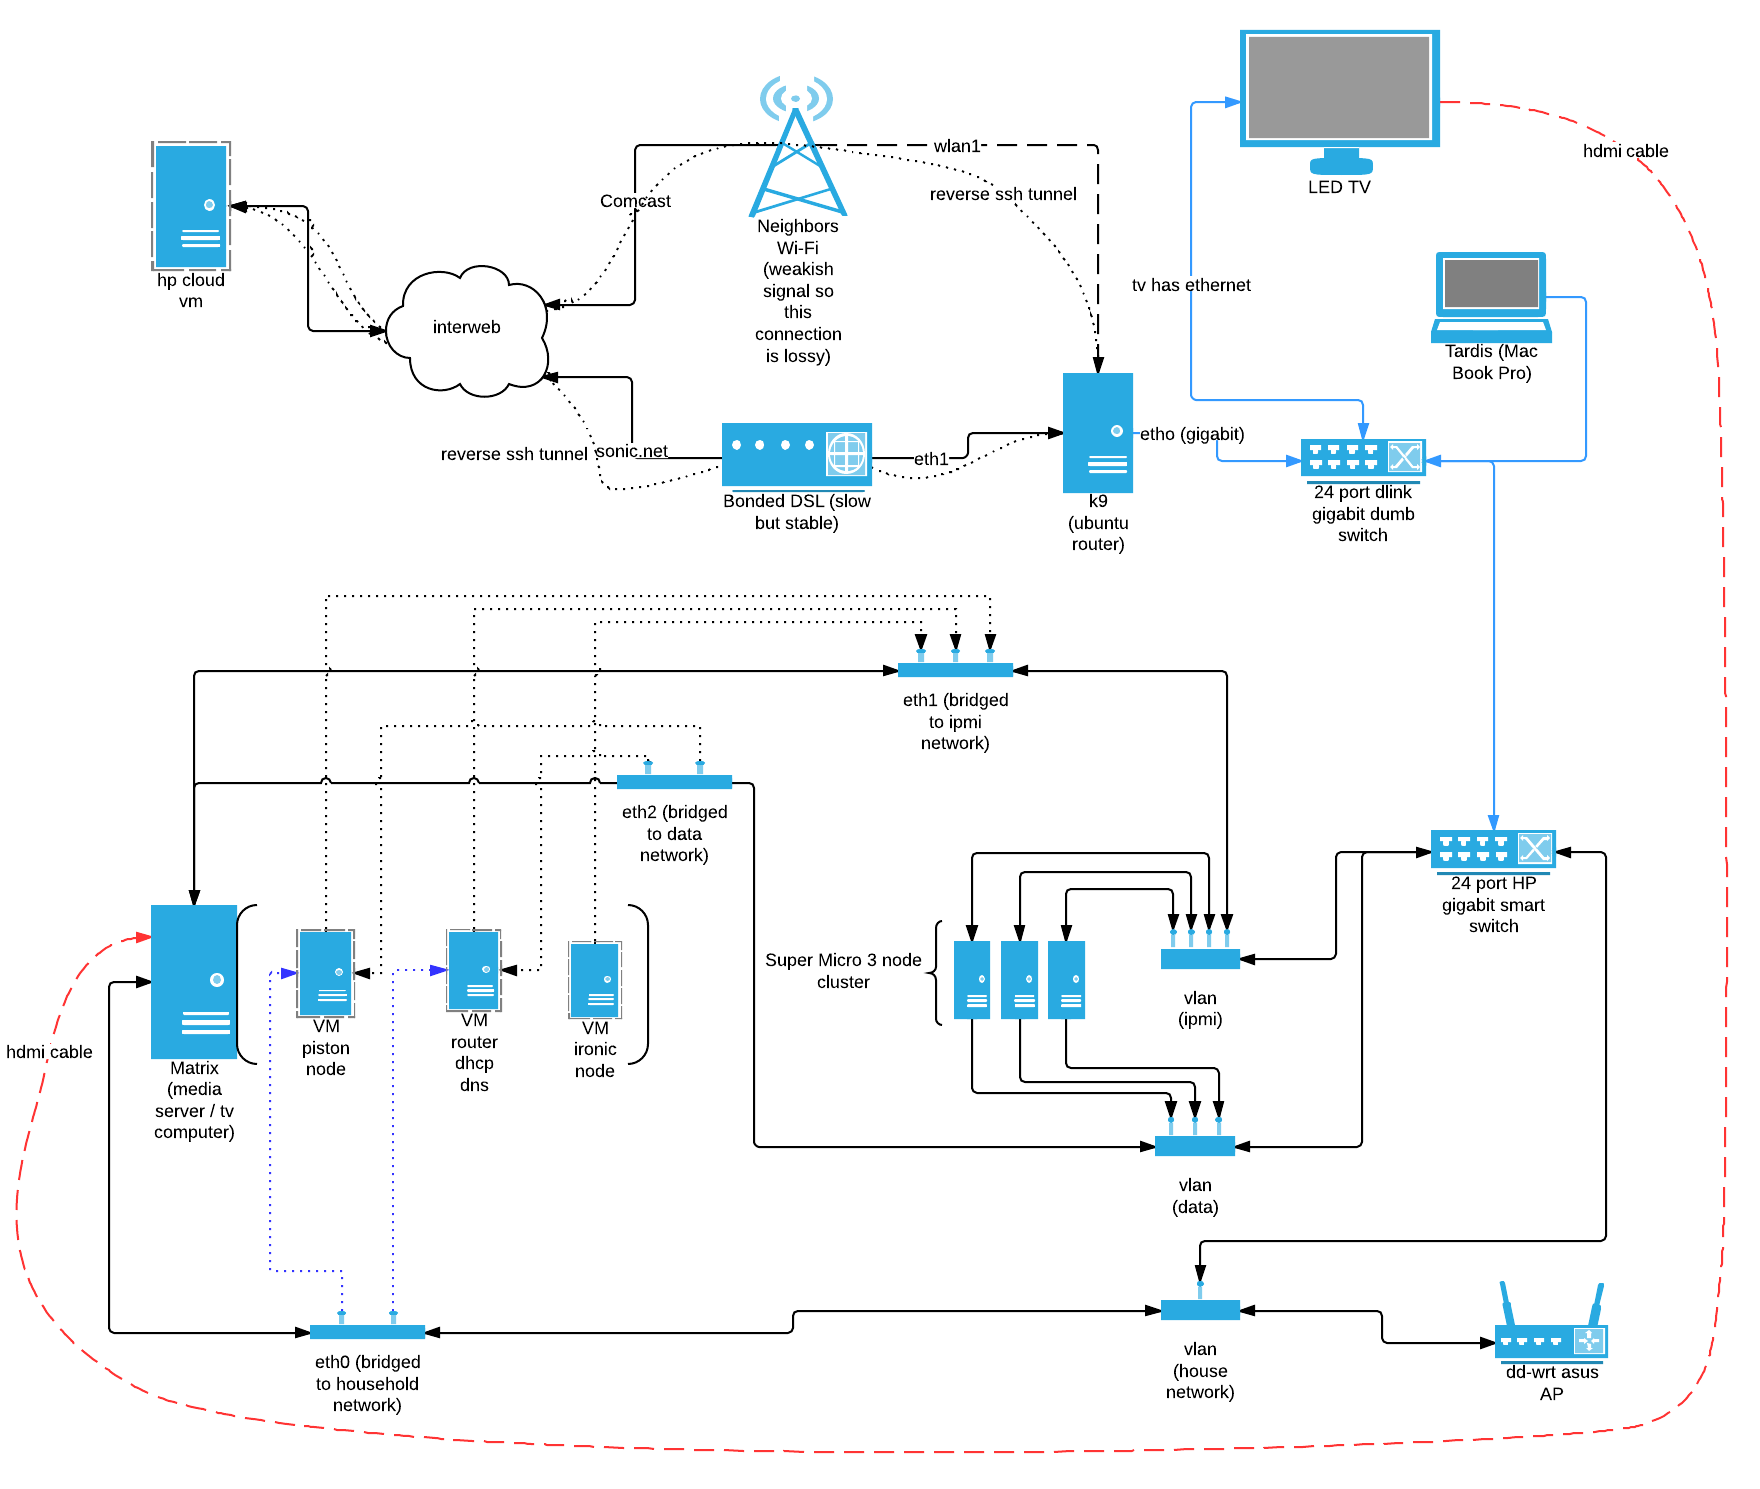 hp cloud
vm
interweb
Comcast
Neighbors
Wi-Fi
(weakish
signal so
this
connection
is lossy)
wlan1
reverse ssh tunnel
LED TV
hdmi cable
tv has ethernet
Tardis (Mac
Book Pro)
reverse ssh tunnel
sonic.net
Bonded DSL (slow
but stable)
eth1
k9
(ubuntu
router)
etho (gigabit)
24 port dlink
gigabit dumb
switch
eth1 (bridged
to ipmi
network)
eth2 (bridged
to data
network)
24 port HP
gigabit smart
switch
Super Micro 3 node
cluster
vlan
(ipmi)
hdmi cable
Matrix
(media
server / tv
computer)
VM
piston
node
VM
router
dhcp
dns
VM
ironic
node
vlan
(data)
eth0 (bridged
to household
network)
vlan
(house
network)
dd-wrt asus
AP